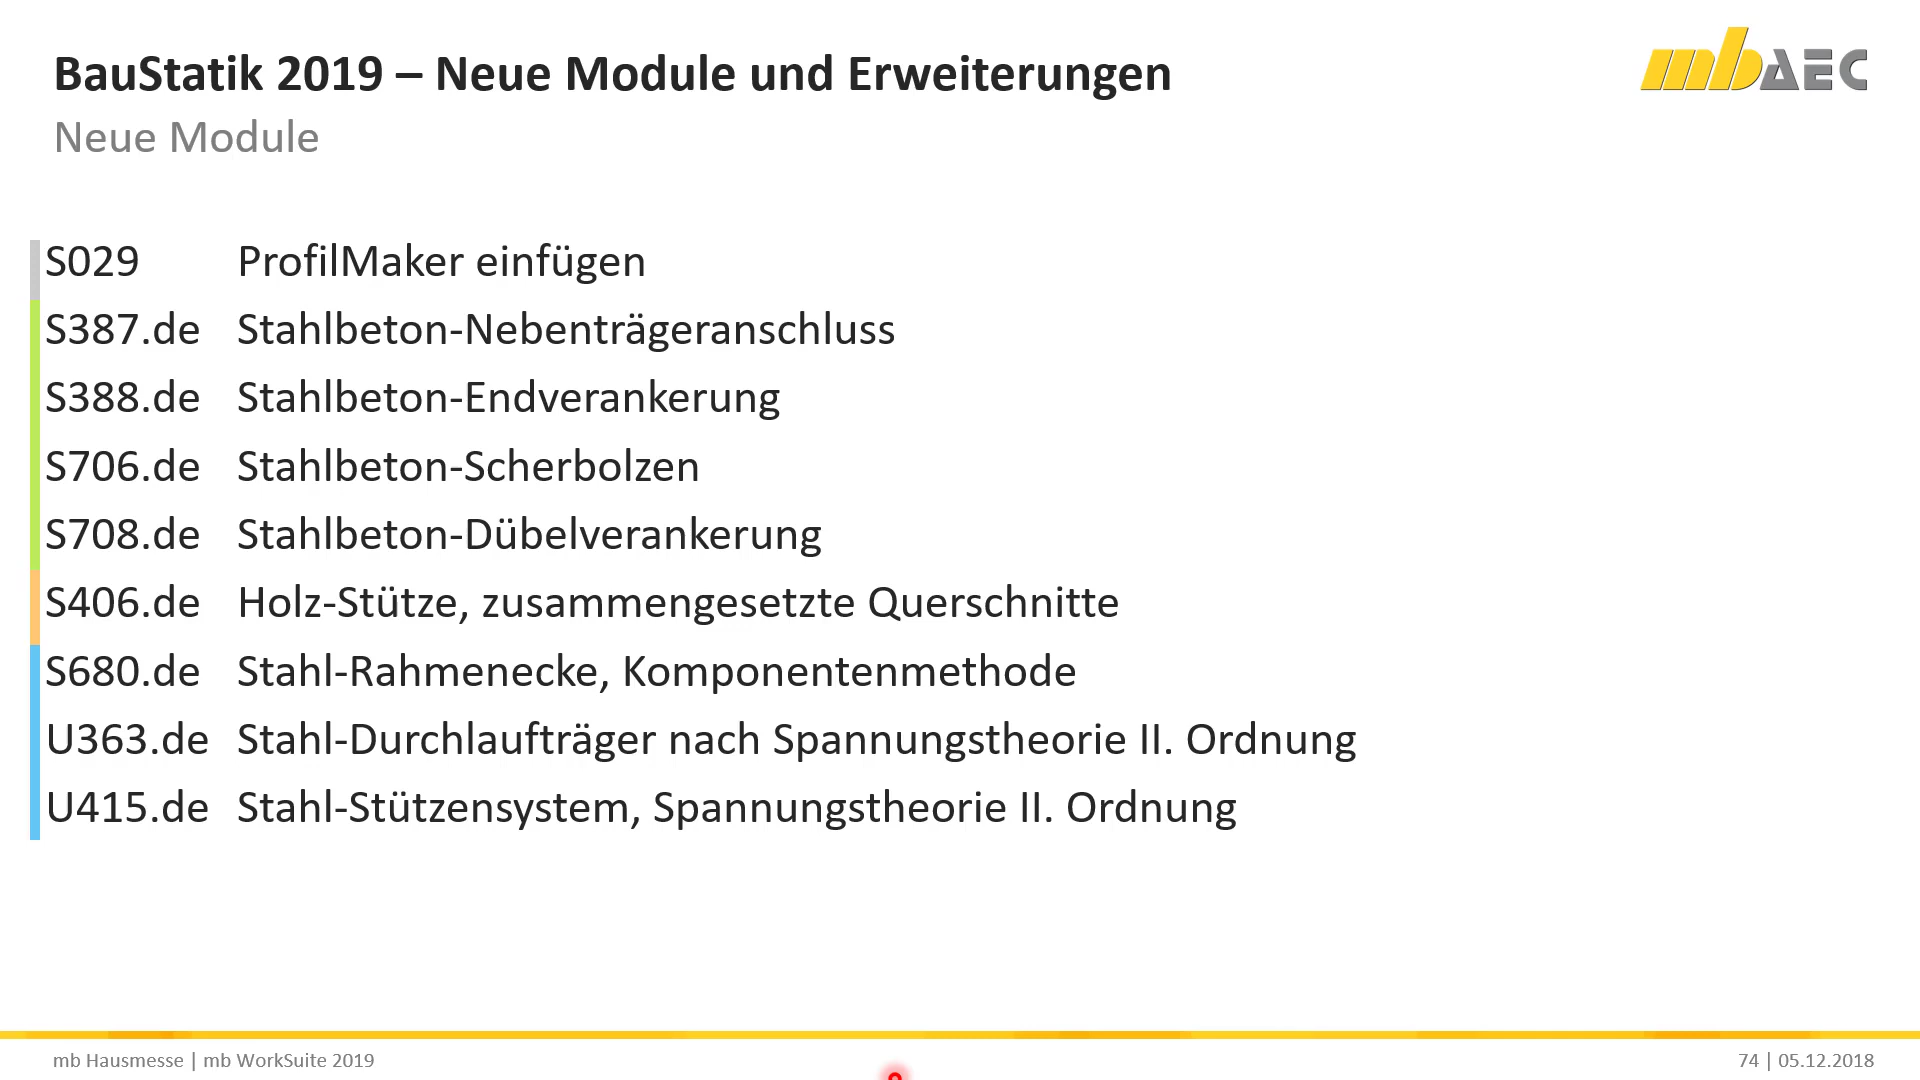 BauStatik 2019 – Neue Module und Erweiterungen
mbAEC
Neue Module
S029 ProfilMaker einfügen
S387.de Stahlbeton-Nebenträgeranschluss
S388.de Stahlbeton-Endverankerung
S706.de Stahlbeton-Scherbolzen
S708.de Stahlbeton-Dübelverankerung
S406.de Holz-Stütze, zusammengesetzte Querschnitte
S680.de Stahl-Rahmenecke, Komponentenmethode
U363.de Stahl-Durchlaufträger nach Spannungstheorie II. Ordnung
U415.de Stahl-Stützensystem, Spannungstheorie II. Ordnung
mb Hausmesse | mb WorkSuite 2019
74 | 05.12.2018